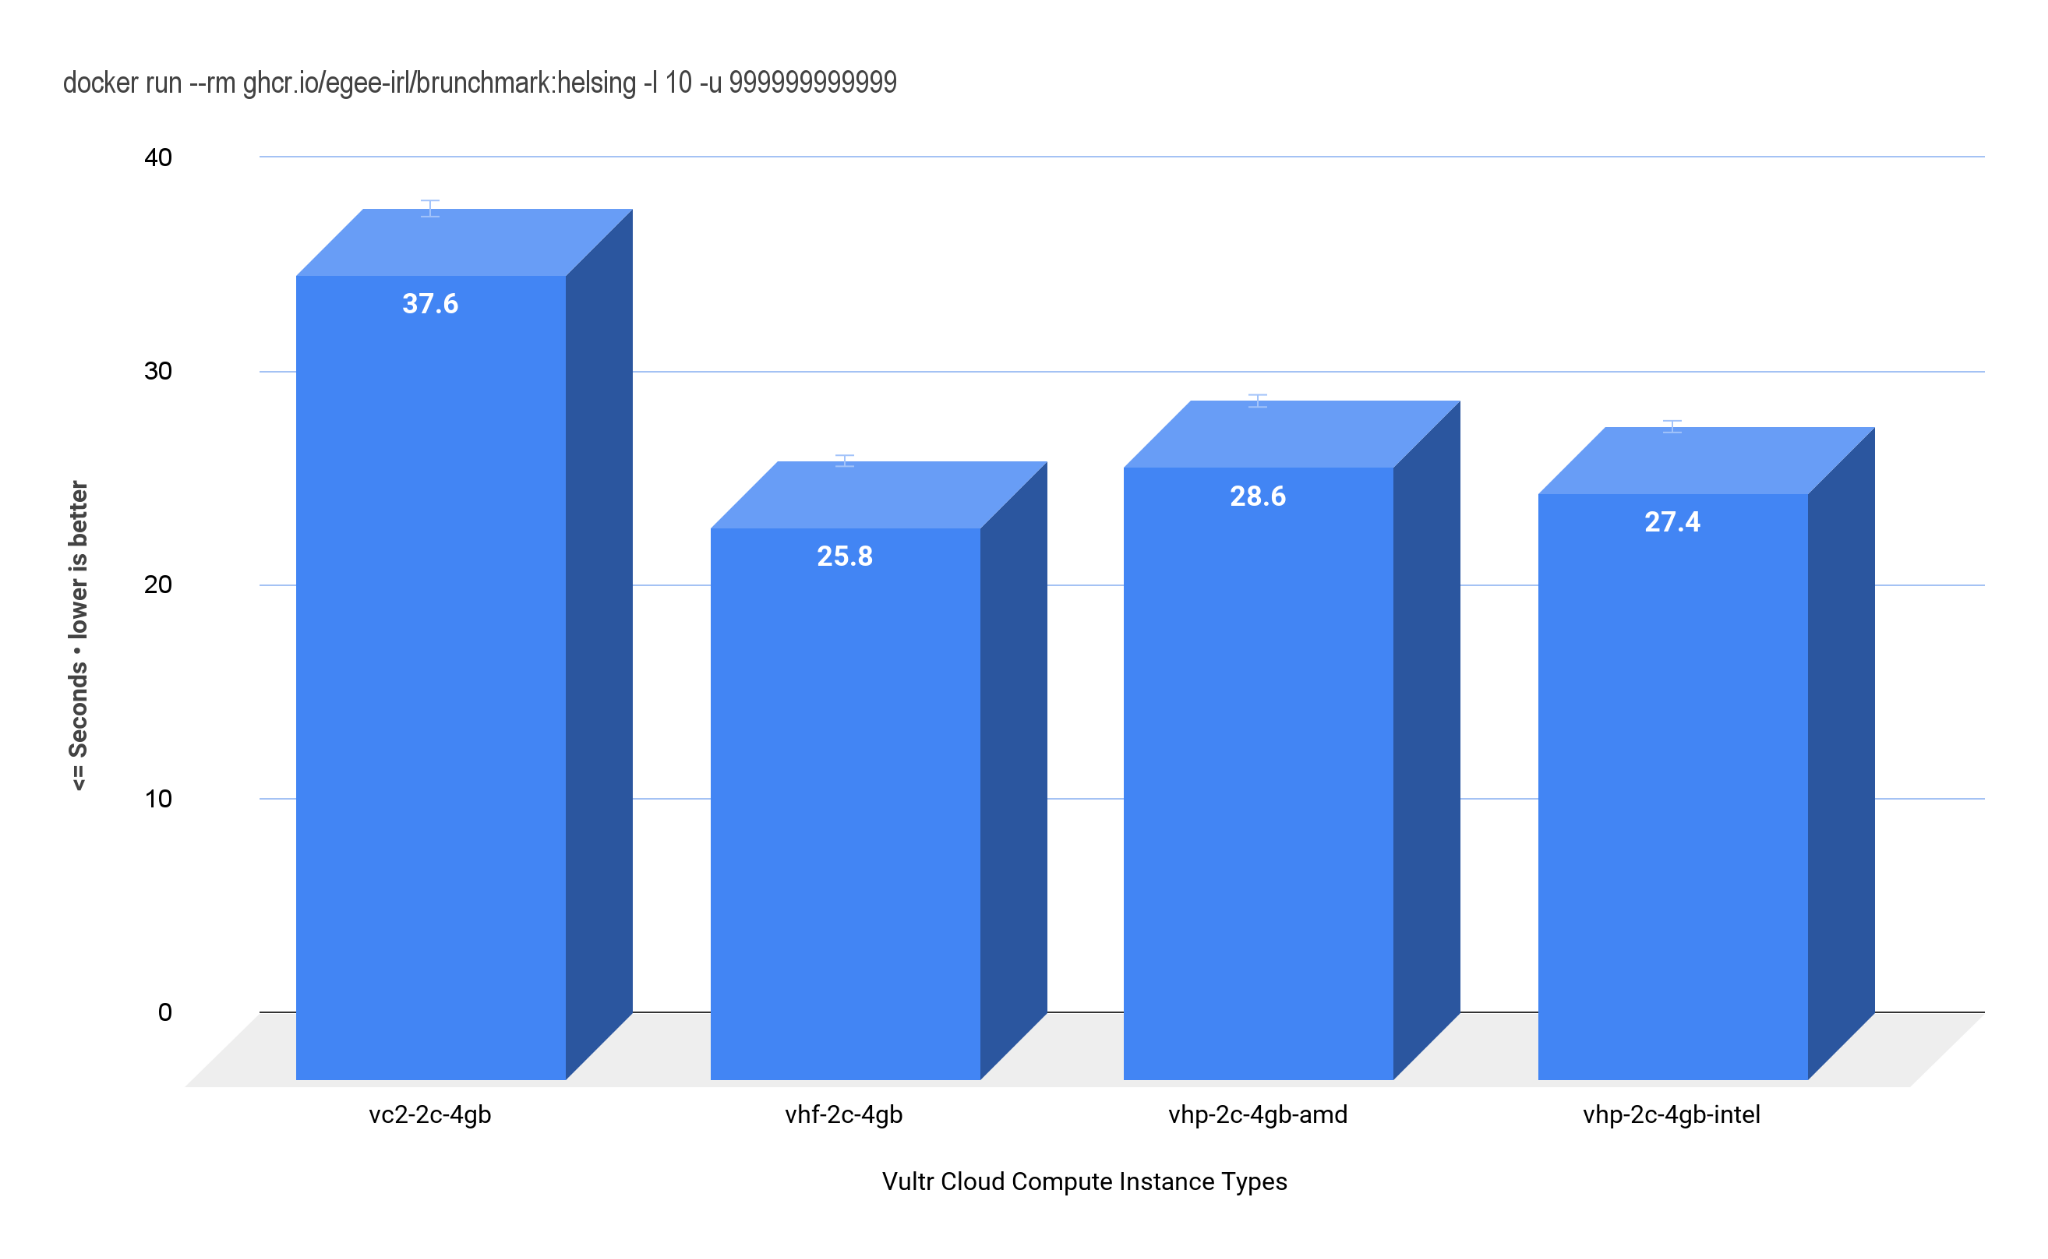 docker run --rm ghcr.io/egee-irl/brunchmark:helsing -l 10 -u 999999999999
40
30
20
10
0
<= Seconds • lower is better
37.6
25.8
28.6
27.4
vc2-2c-4gb
vhf-2c-4gb
vhp-2c-4gb-amd
vhp-2c-4gb-intel
Vultr Cloud Compute Instance Types